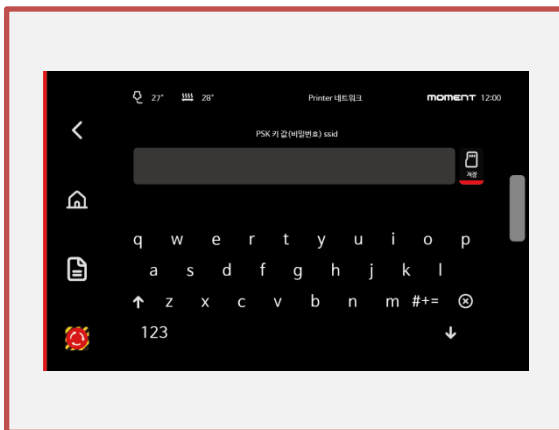 27° 28° Printer 네트워크 moment 12:00
PSK 키 값(비밀번호) ssid
저장
q w e r t y u i o p
a s d f g h j k l
z x c v b n m #+=
123